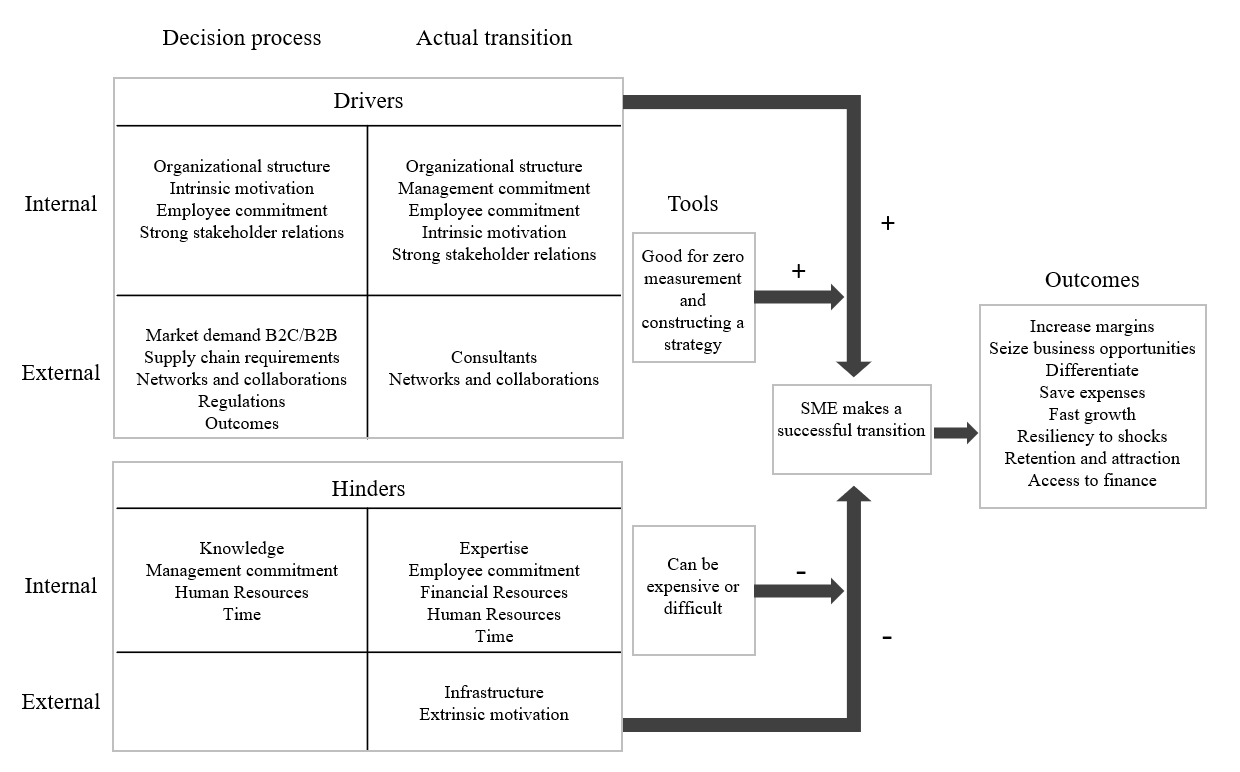 Decision process
Actual transition
Drivers
Internal
Organizational structure
Intrinsic motivation
Employee commitment
Strong stakeholder relations
Organizational structure
Management commitment
Employee commitment
Intrinsic motivation
Strong stakeholder relations
External
Market demand B2C/B2B
Supply chain requirements
Networks and collaborations
Regulations
Outcomes
Consultants
Networks and collaborations
Hinders
Internal
Knowledge
Management commitment
Human Resources
Time
Expertise
Employee commitment
Financial Resources
Human Resources
Time
External
Infrastructure
Extrinsic motivation
Tools
Good for zero
measurement
and
constructing a
strategy
+
+
Can be
expensive or
difficult
-
-
SME makes a
successful transition
Outcomes
Increase margins
Seize business opportunities
Differentiate
Save expenses
Fast growth
Resiliency to shocks
Retention and attraction
Access to finance